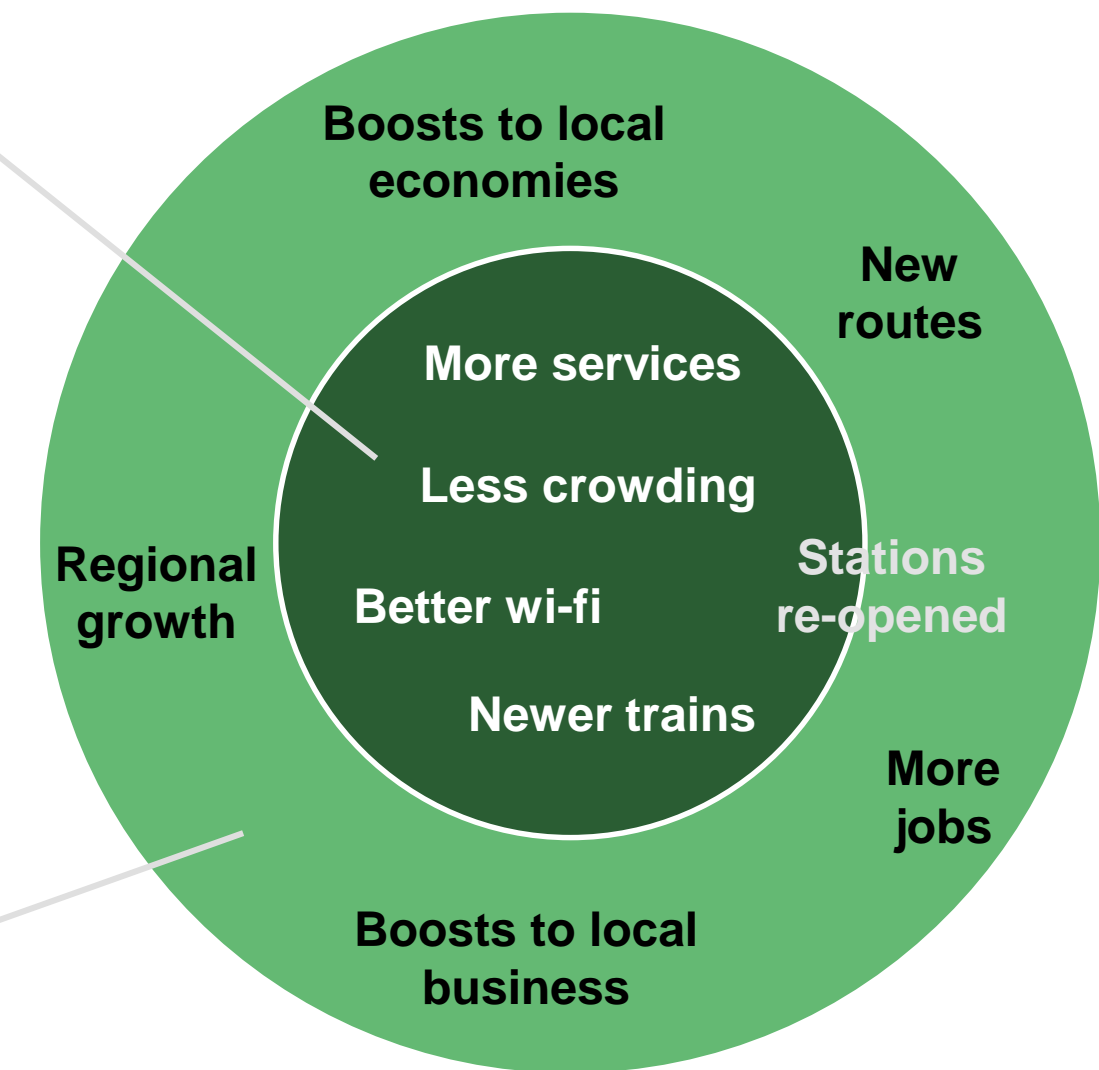 Boosts to local
economies
New
routes
More services
Less crowding
Stations
re-opened
Regional
growth
Better wi-fi
Newer trains
More
jobs
Boosts to local
business